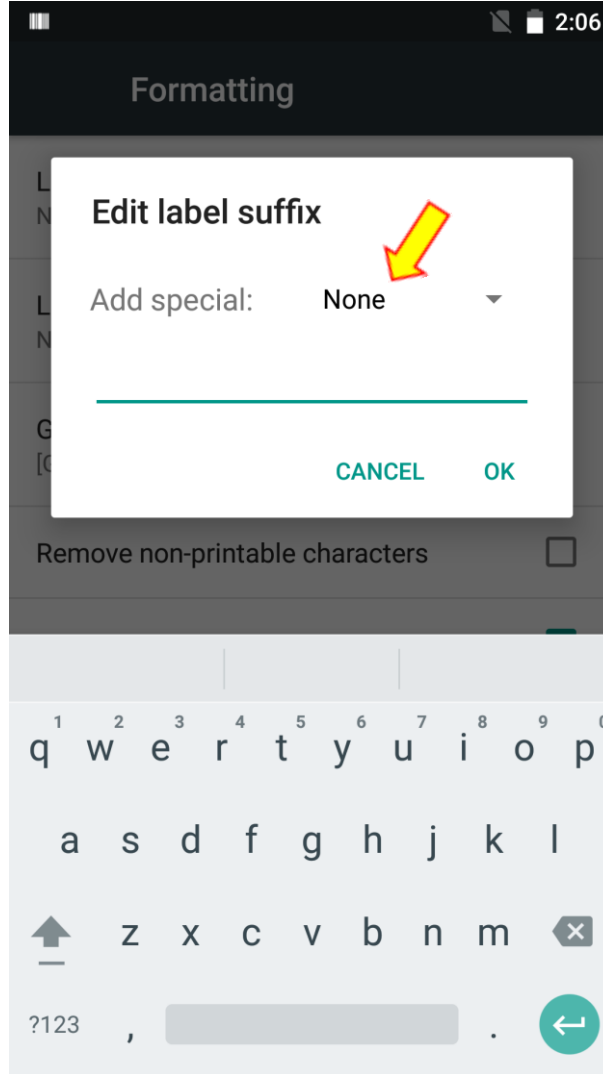 2:06
Formatting
L
N
Edit label suffix
Add special: None
L
N
G
[C
CANCEL OK
Remove non-printable characters
1 2 3 4 5 6 7 8 9
q w e r t y u i o p
a s d f g h j k l
z x c v b n m
?123 , .